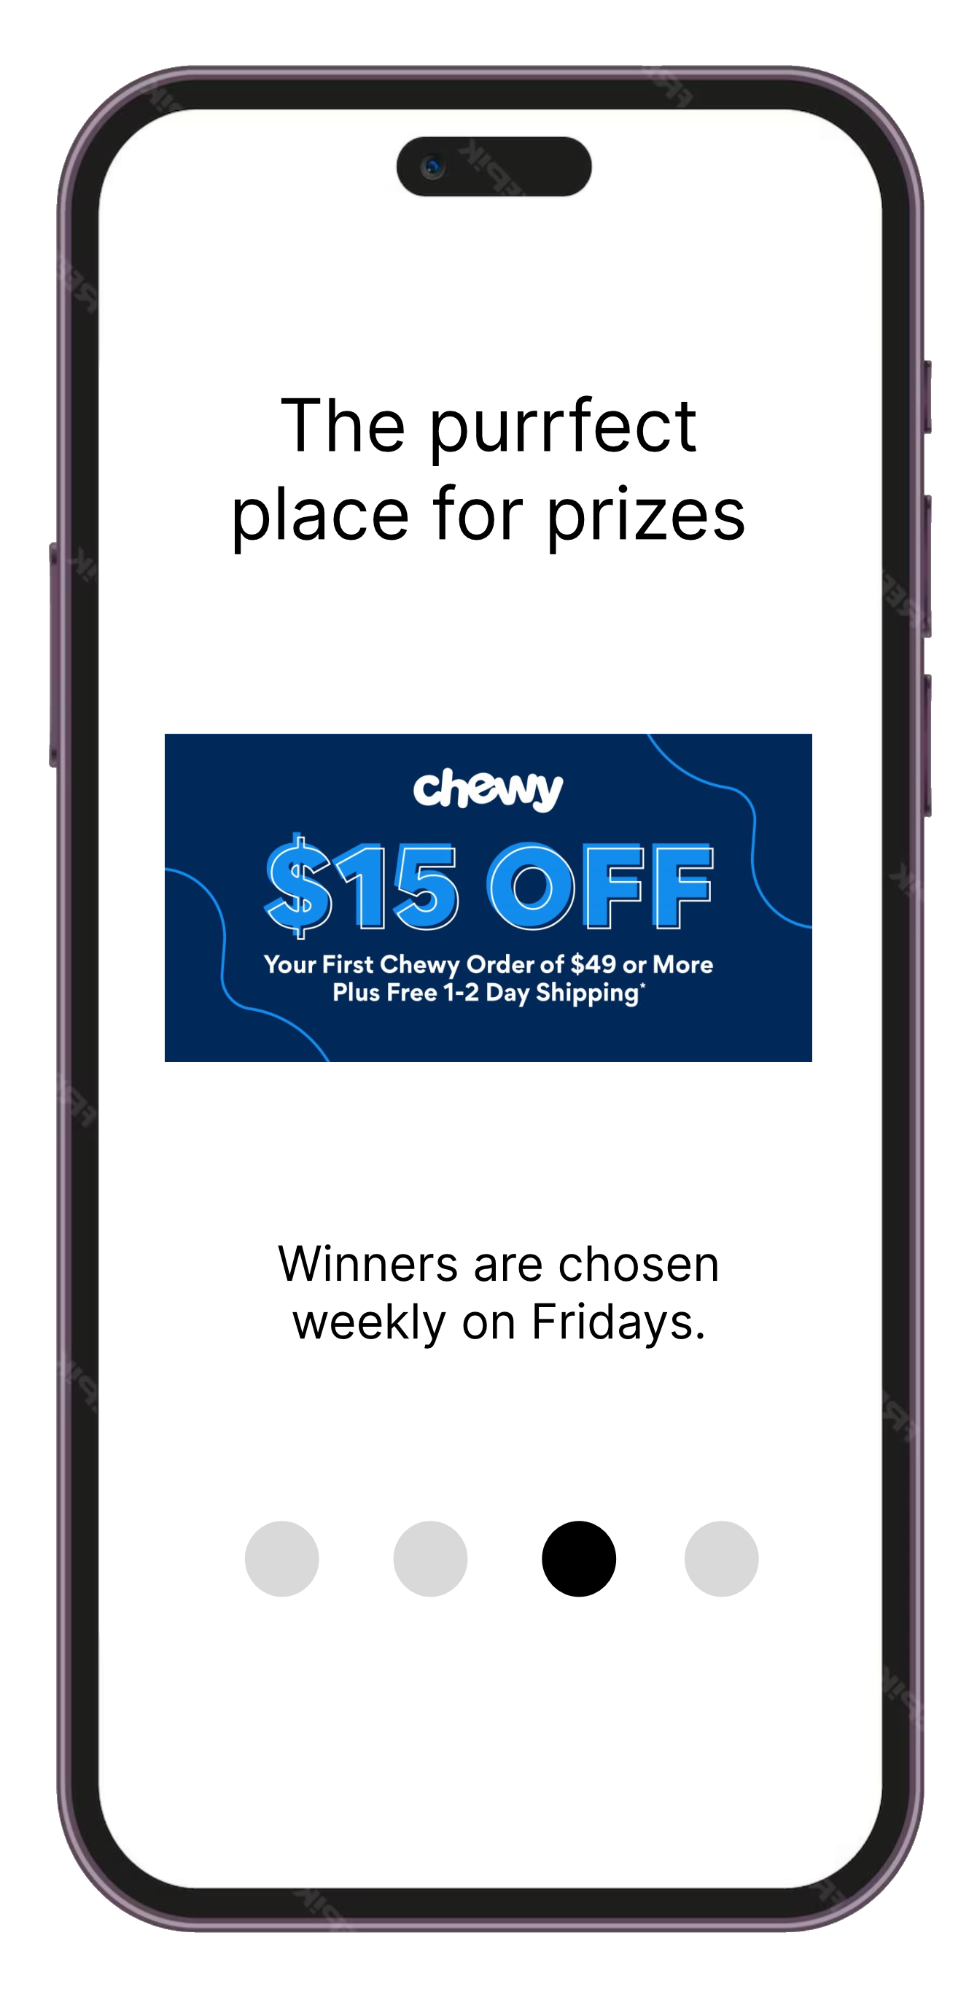 The purrfect
place for prizes
chewy
$15 OFF
Your First Chewy Order of $49 or More
Plus Free 1-2 Day Shipping*
Winners are chosen
weekly on Fridays.